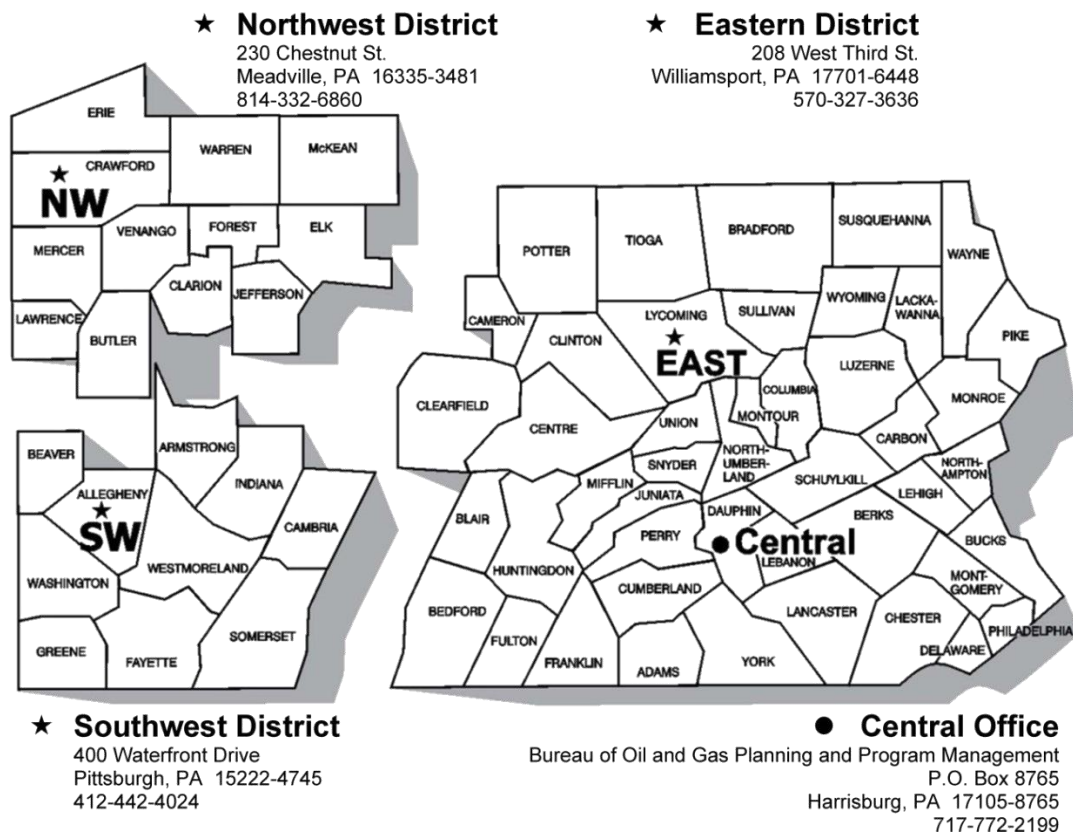 ★ Northwest District
230 Chestnut St.
Meadville, PA 16335-3481
814-332-6860
★ Eastern District
208 West Third St.
Williamsport, PA 17701-6448
570-327-3636
ERIE
CRAWFORD
WARREN
McKEAN
NW
MERCER
VENANGO
FOREST
ELK
CLARION
JEFFERSON
LAWRENCE
BUTLER
POTTER
TIOGA
BRADFORD
SUSQUEHANNA
WAYNE
CAMERON
CLINTON
LYCOMING
EAST
SULLIVAN
WYOMING
LACKA-
WANNA
PIKE
LUZERNE
COLUMBIA
MONROE
CLEARFIELD
CENTRE
UNION
MONTOUR
CARBON
SNYDER
NORTH-
UMBER-
LAND
SCHUYLKILL
NORTH-
AMPTON
LEHIGH
MIFFLIN
JUNIATA
DAUPHIN
BERKS
BUCKS
BLAIR
HUNTINGDON
PERRY
● Central
LEBANON
MONT-
GOMERY
CUMBERLAND
BEDFORD
LANCASTER
CHESTER
PHILADELPHIA
FULTON
FRANKLIN
ADAMS
YORK
DELAWARE
BEAVER
ARMSTRONG
ALLEGHENY
INDIANA
SW
CAMBRIA
WASHINGTON
WESTMORELAND
GREENE
FAYETTE
SOMERSET
★ Southwest District
400 Waterfront Drive
Pittsburgh, PA 15222-4745
412-442-4024
● Central Office
Bureau of Oil and Gas Planning and Program Management
P.O. Box 8765
Harrisburg, PA 17105-8765
717-772-2199